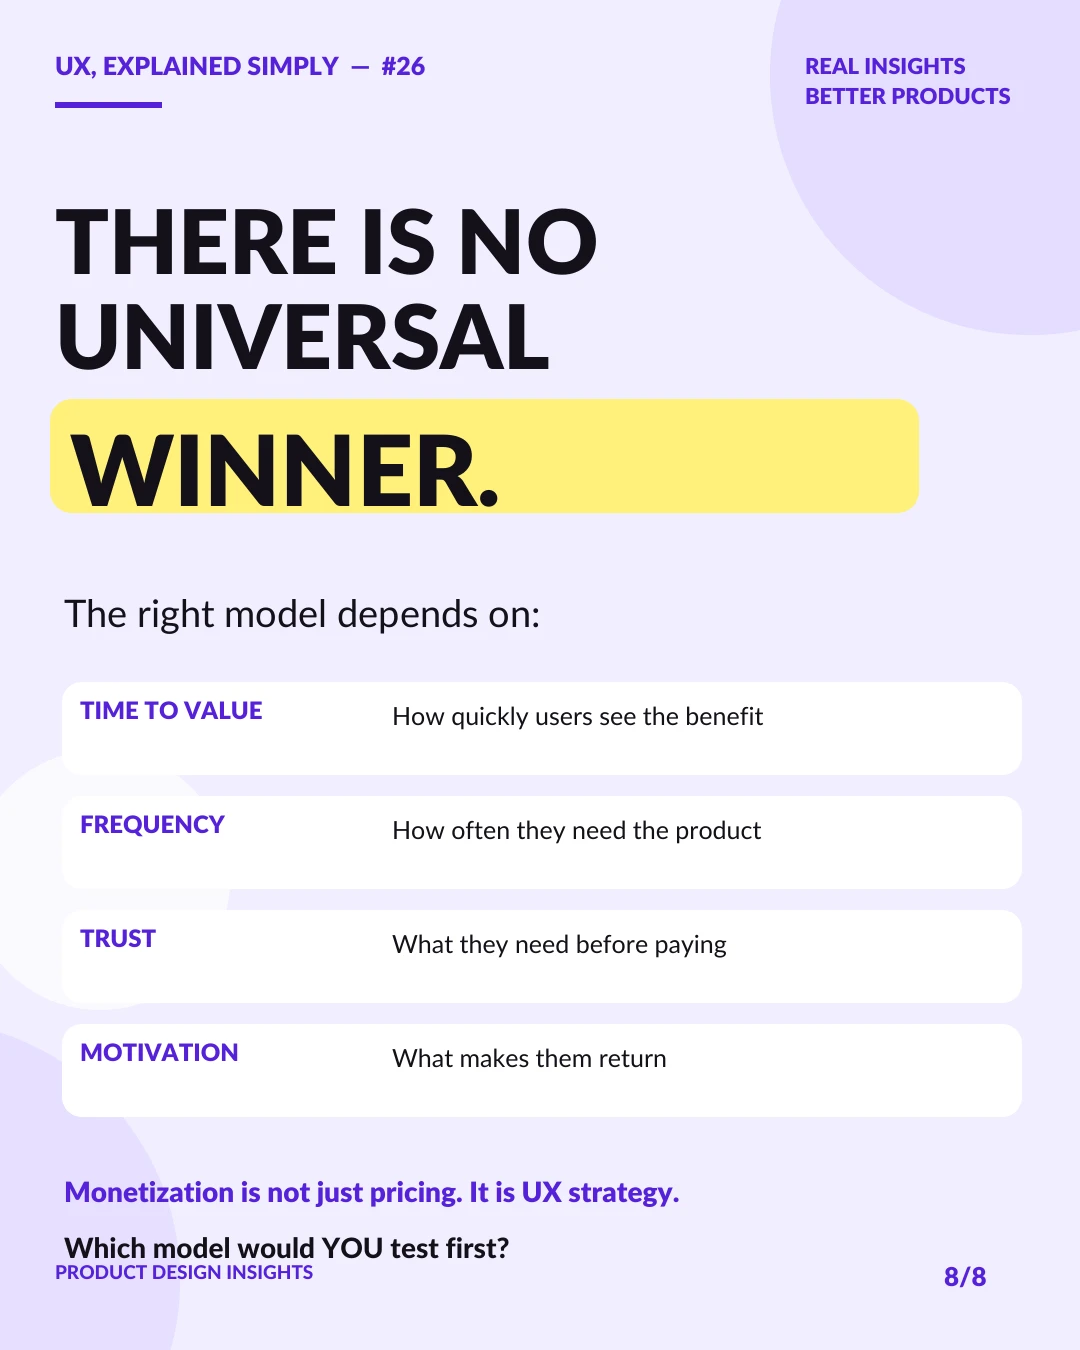 UX, EXPLAINED SIMPLY — #26
REAL INSIGHTS
BETTER PRODUCTS
THERE IS NO
UNIVERSAL
WINNER.
The right model depends on:
TIME TO VALUE How quickly users see the benefit
FREQUENCY How often they need the product
TRUST What they need before paying
MOTIVATION What makes them return
Monetization is not just pricing. It is UX strategy.
Which model would YOU test first?
PRODUCT DESIGN INSIGHTS
8/8